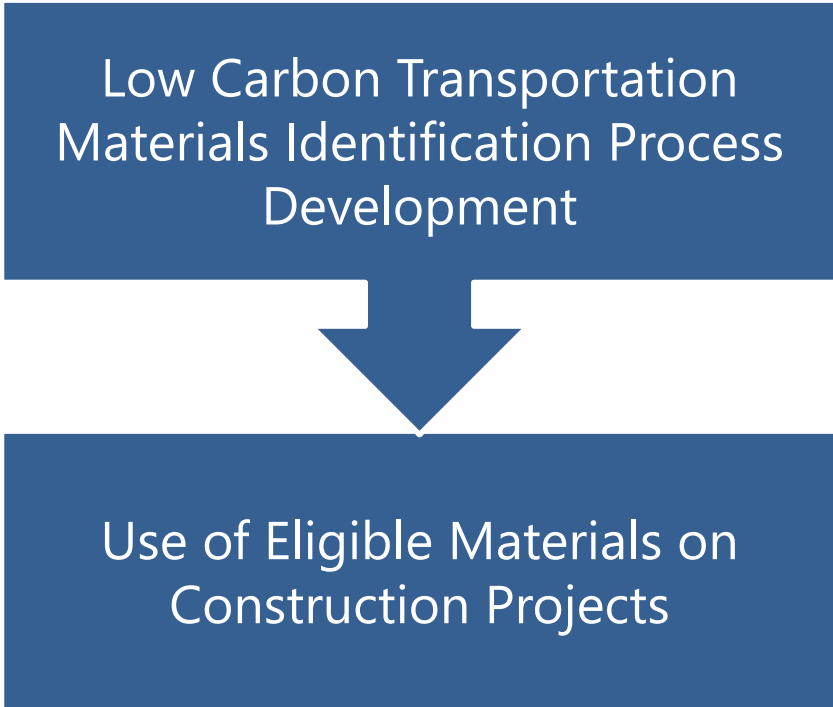 Low Carbon Transportation
Materials Identification Process
Development
Use of Eligible Materials on
Construction Projects